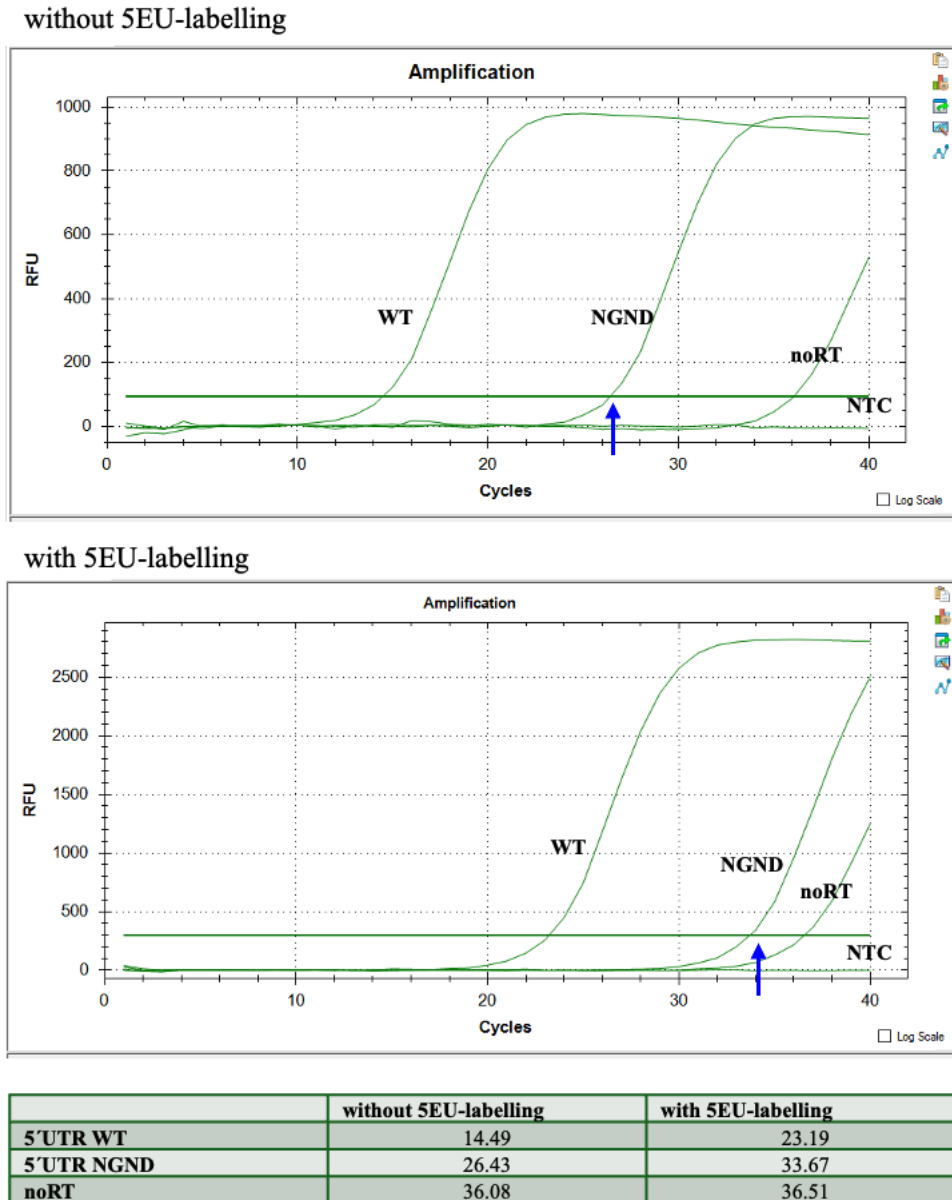 without 5EU-labelling
Amplification
1000
800
600
400
200
0
RFU
WT
NGND
noRT
NTC
0 10 20 30 40
Cycles
Log Scale
with 5EU-labelling
Amplification
2500
2000
1500
1000
500
0
RFU
WT
NGND
noRT
NTC
0 10 20 30 40
Cycles
Log Scale
without 5EU-labelling with 5EU-labelling
5´UTR WT 14.49 23.19
5´UTR NGND 26.43 33.67
noRT 36.08 36.51